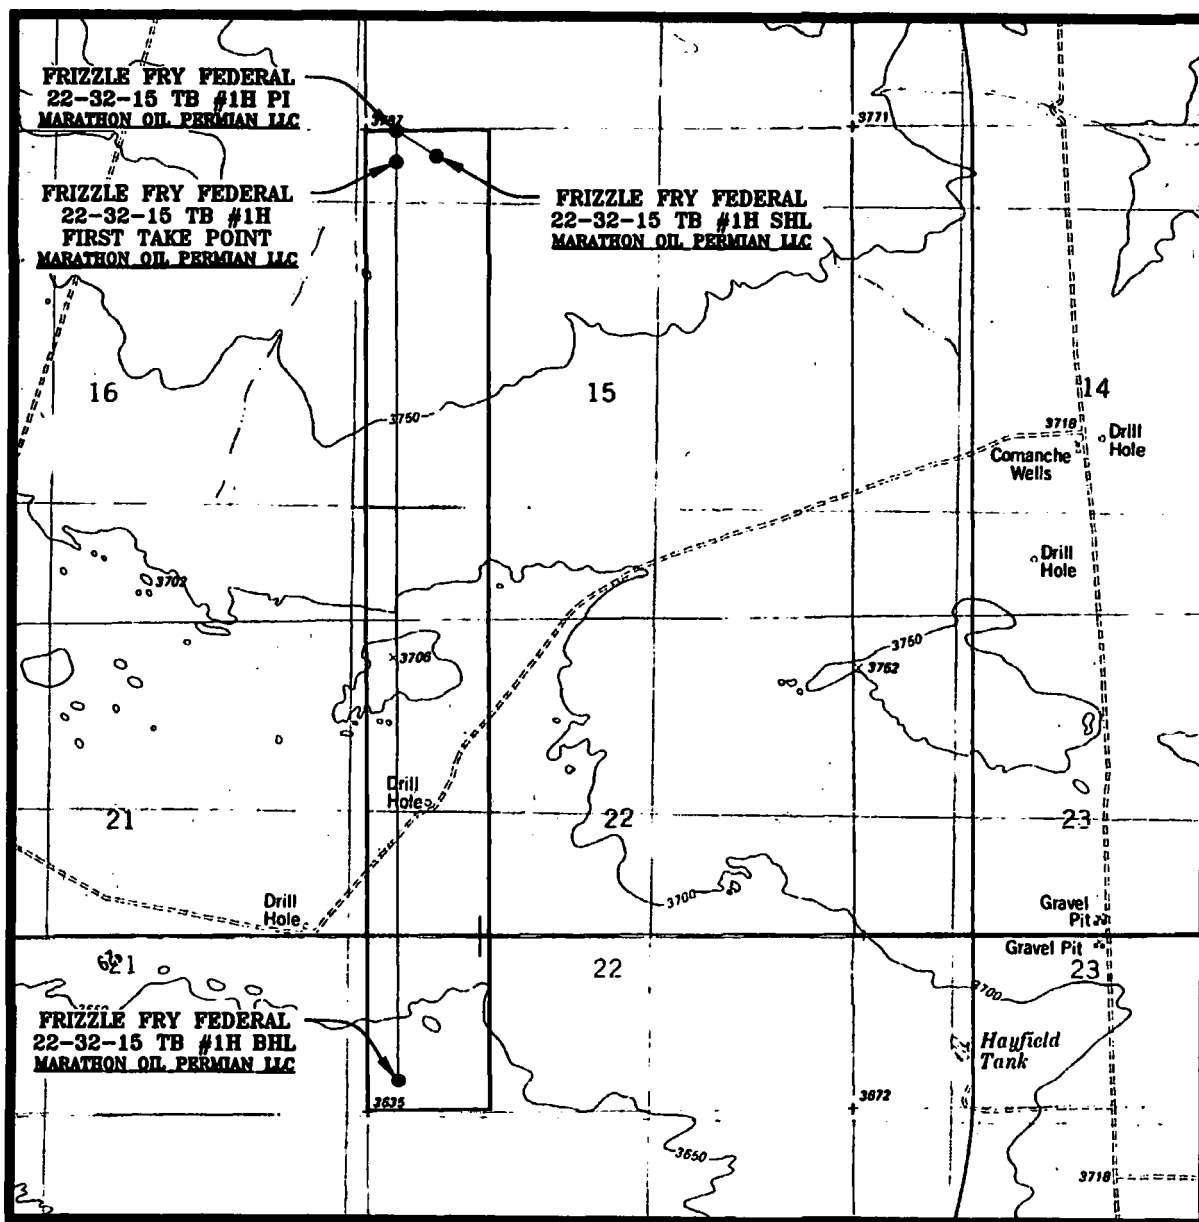 FRIZZLE FRY FEDERAL
22-32-15 TB #1H PI
MARATHON OIL PERMIAN LLC
3771
FRIZZLE FRY FEDERAL
22-32-15 TB #1H
FIRST TAKE POINT
MARATHON OIL PERMIAN LLC
FRIZZLE FRY FEDERAL
22-32-15 TB #1H SHL
MARATHON OIL PERMIAN LLC
16
15
14
3750
3718
Drill
Hole
Comanche
Wells
Drill
Hole
3702
3706
3750
3762
Drill
Hole
21
22
23
Drill
Hole
3700
Gravel
Pit
Gravel Pit
21
22
23
3700
FRIZZLE FRY FEDERAL
22-32-15 TB #1H BHL
MARATHON OIL PERMIAN LLC
Hayfield
Tank
3635
3672
3650
3718